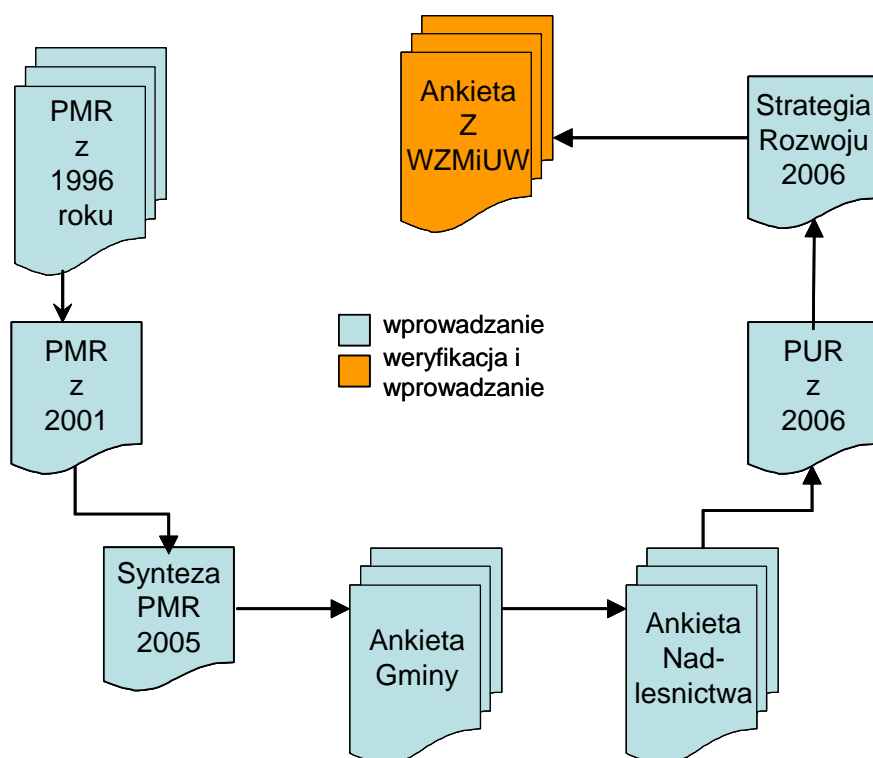 PMR
z
1996
roku
Ankieta
Z
WZMiUW
Strategia
Rozwoju
2006
wprowadzanie
weryfikacja i
wprowadzanie
PMR
z
2001
PUR
z
2006
Synteza
PMR
2005
Ankieta
Gminy
Ankieta
Nad-
lesnictwa